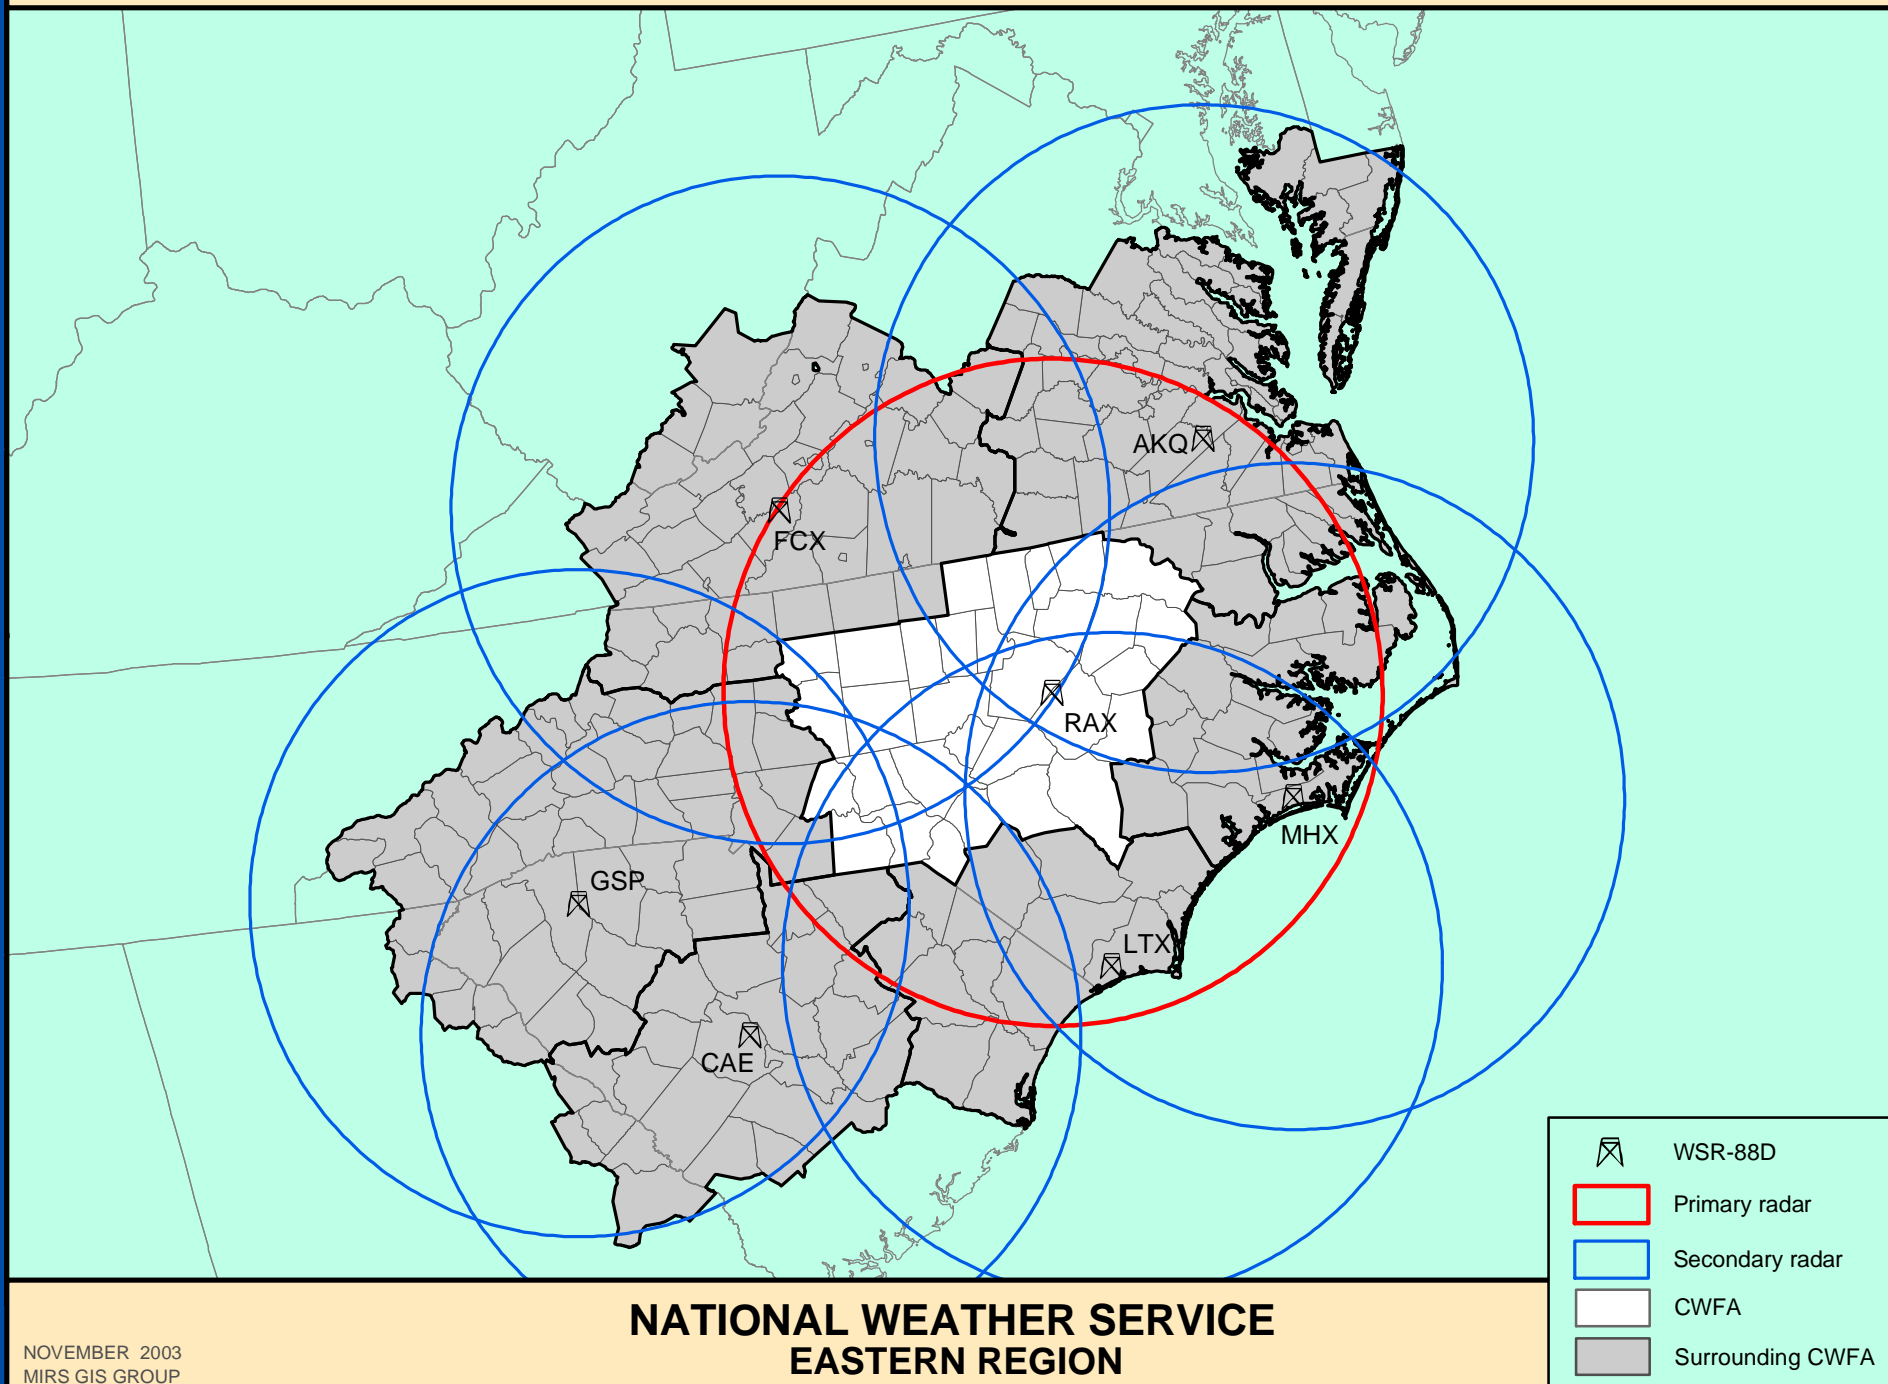 AKQ
FCX
RAX
MHX
GSP
LTX
CAE
WSR-88D
Primary radar
Secondary radar
CWFA
Surrounding CWFA
NATIONAL WEATHER SERVICE
EASTERN REGION
NOVEMBER 2003
MIRS GIS GROUP